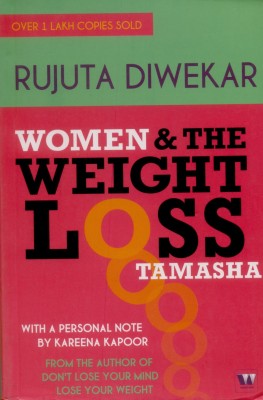 OVER 1 LAKH COPIES SOLD
RUJUTA DIWEKAR
WOMEN & THE
WEIGHT
LOSS
TAMASHA
WITH A PERSONAL NOTE
BY KAREENA KAPOOR
FROM THE AUTHOR OF
DON'T LOSE YOUR MIND
LOSE YOUR WEIGHT
W